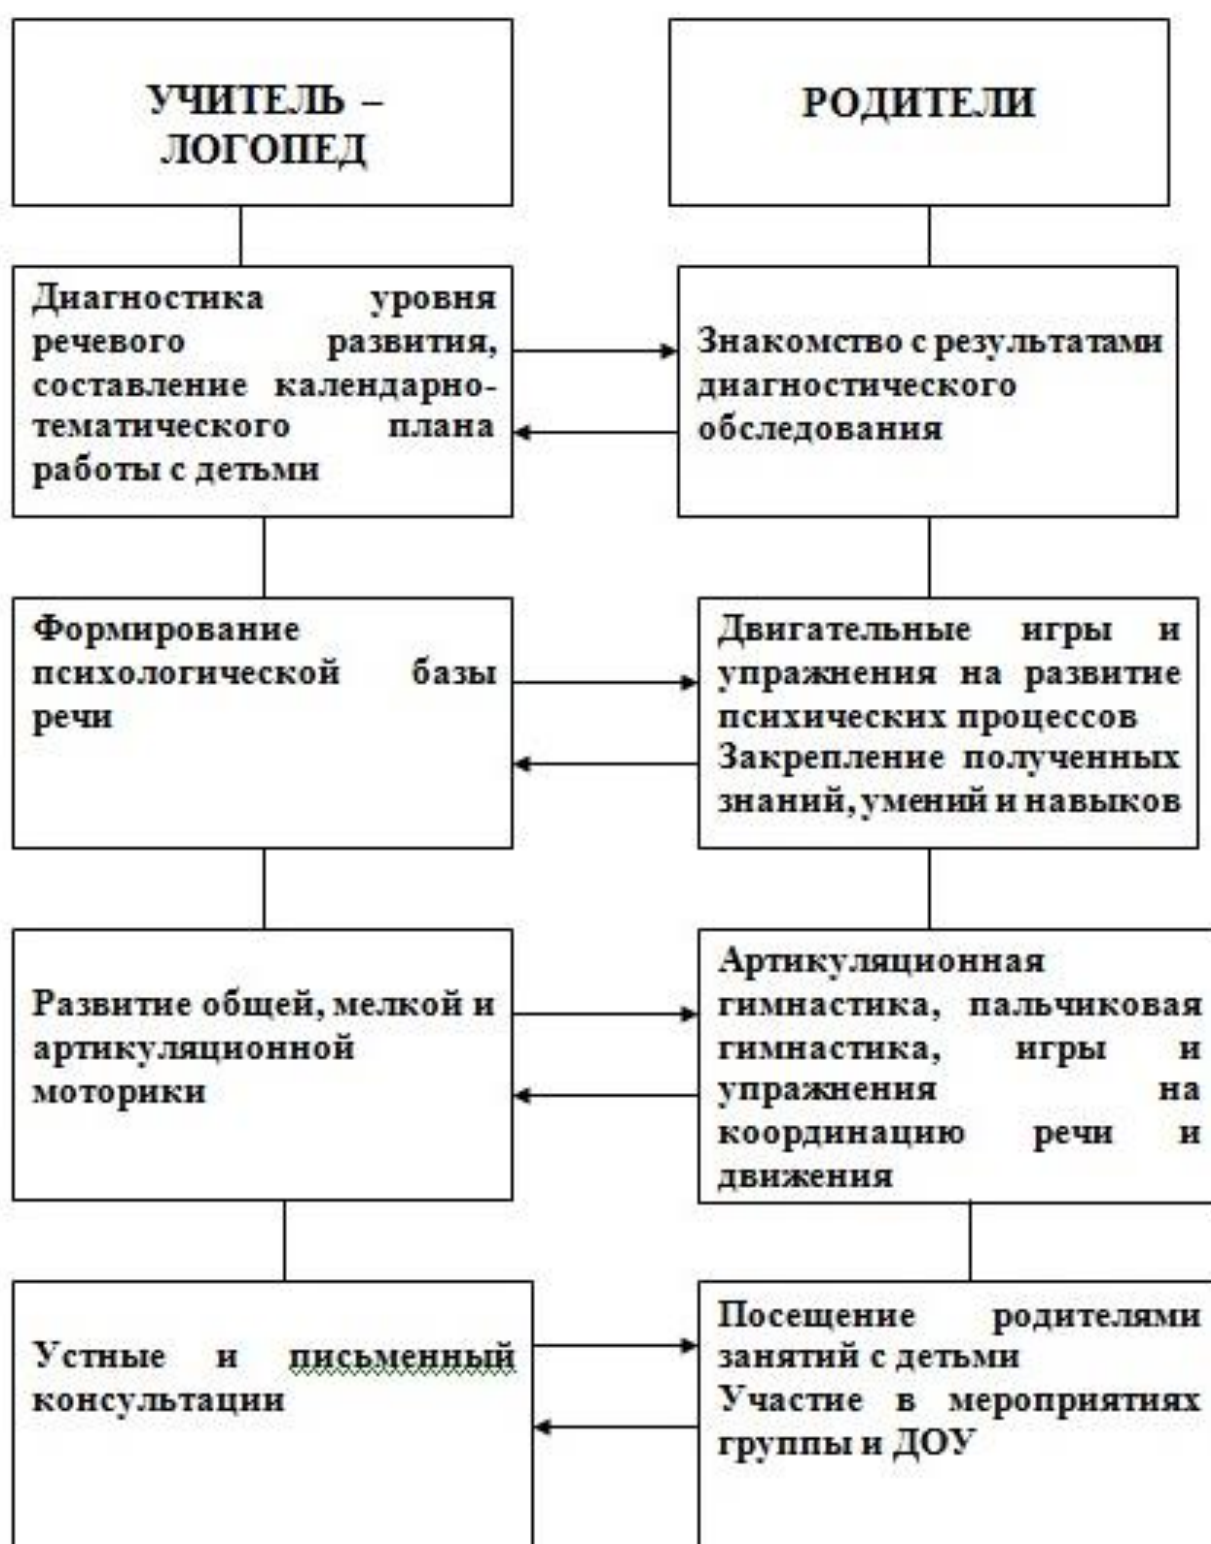 УЧИТЕЛЬ –
ЛОГОПЕД
РОДИТЕЛИ
Диагностика уровня
речевого развития,
составление календарно-
тематического плана
работы с детьми
Знакомство с результатами
диагностического
обследования
Формирование
психологической базы
речи
Двигательные игры и
упражнения на развитие
психических процессов
Закрепление полученных
знаний, умений и навыков
Развитие общей, мелкой и
артикуляционной
моторики
Артикуляционная
гимнастика, пальчиковая
гимнастика, игры и
упражнения на
координацию речи и
движения
Устные и письменный
консультации
Посещение родителями
занятий с детьми
Участие в мероприятиях
группы и ДОУ